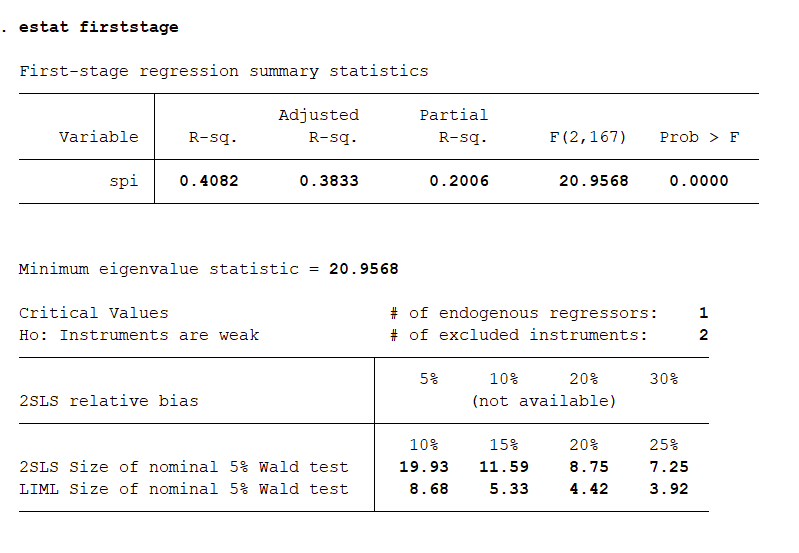 . estat firststage
First-stage regression summary statistics
Adjusted Partial
Variable R-sq. R-sq. R-sq. F(2,167) Prob > F
spi 0.4082 0.3833 0.2006 20.9568 0.0000
Minimum eigenvalue statistic = 20.9568
Critical Values # of endogenous regressors: 1
Ho: Instruments are weak # of excluded instruments: 2
5% 10% 20% 30%
2SLS relative bias (not available)
10% 15% 20% 25%
2SLS Size of nominal 5% Wald test 19.93 11.59 8.75 7.25
LIML Size of nominal 5% Wald test 8.68 5.33 4.42 3.92